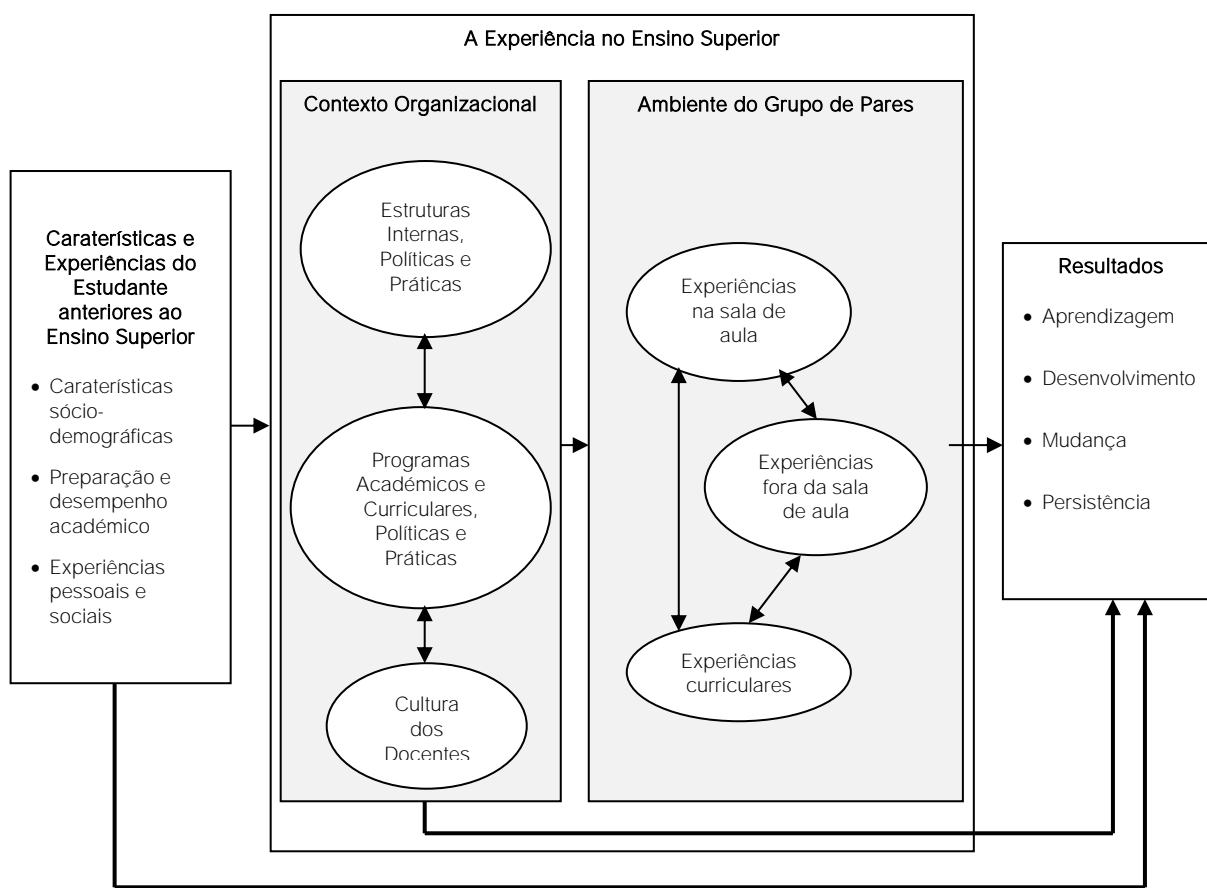 A Experiência no Ensino Superior
Contexto Organizacional
Ambiente do Grupo de Pares
Caraterísticas e
Experiências do
Estudante
anteriores ao
Ensino Superior
• Caraterísticas
sócio-
demográficas
• Preparação e
desempenho
académico
• Experiências
pessoais e
sociais
Estruturas
Internas,
Políticas e
Práticas
Programas
Académicos e
Curriculares,
Políticas e
Práticas
Cultura
dos
Docentes
Experiências
na sala de
aula
Experiências
fora da sala
de aula
Experiências
curriculares
Resultados
• Aprendizagem
• Desenvolvimento
• Mudança
• Persistência